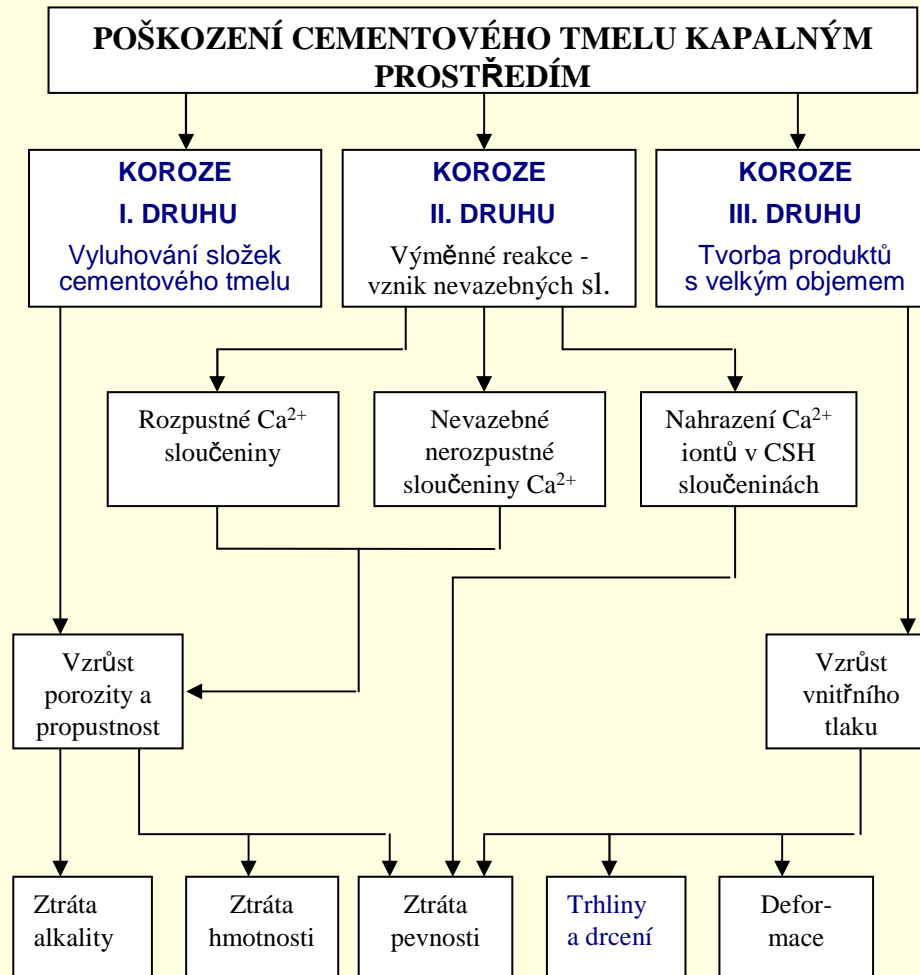 POŠKOZENÍ CEMENTOVÉHO TMELU KAPALNÝM
PROSTŘEDÍM
KOROZE
I. DRUHU
Vyluhování složek
cementového tmelu
KOROZE
II. DRUHU
Výměnné reakce -
vznik nevazebných sl.
KOROZE
III. DRUHU
Tvorba produktů
s velkým objemem
Rozpustné Ca²⁺
sloučeniny
Nevazebné
nerozpustné
sloučeniny Ca²⁺
Nahrazení Ca²⁺
iontů v CSH
sloučeninách
Vzrůst
porozity a
propustnost
Vzrůst
vnitřního
tlaku
Ztráta
alkality
Ztráta
hmotnosti
Ztráta
pevnosti
Trhliny
a drcení
Defor-
mace